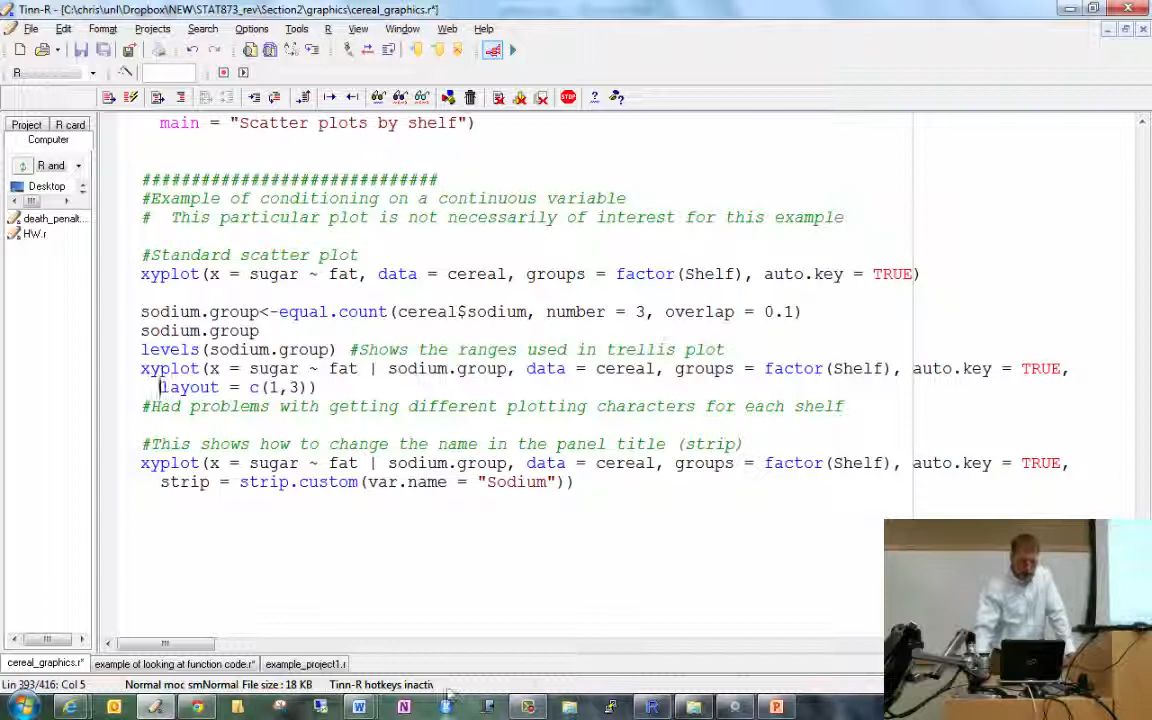 Tinn-R - [C:\chris\unl\Dropbox\NEW\STAT873_rev\Section2\graphics\cereal_graphics.r*]
File Edit Format Projects Search Options Tools R View Window Web Help
R
Project R card
Computer
R and
Desktop
death_penalt...
HW.r
main = "Scatter plots by shelf")
##############################
#Example of conditioning on a continuous variable
# This particular plot is not necessarily of interest for this example
#Standard scatter plot
xyplot(x = sugar ~ fat, data = cereal, groups = factor(Shelf), auto.key = TRUE)
sodium.group<-equal.count(cereal$sodium, number = 3, overlap = 0.1)
sodium.group
levels(sodium.group) #Shows the ranges used in trellis plot
xyplot(x = sugar ~ fat | sodium.group, data = cereal, groups = factor(Shelf), auto.key = TRUE,
layout = c(1,3))
#Had problems with getting different plotting characters for each shelf
#This shows how to change the name in the panel title (strip)
xyplot(x = sugar ~ fat | sodium.group, data = cereal, groups = factor(Shelf), auto.key = TRUE,
strip = strip.custom(var.name = "Sodium"))
cereal_graphics.r* example of looking at function code.r* example_project1.r
Lin 393/416: Col 5 Normal moc smNormal File size: 18 KB Tinn-R hotkeys inactiv